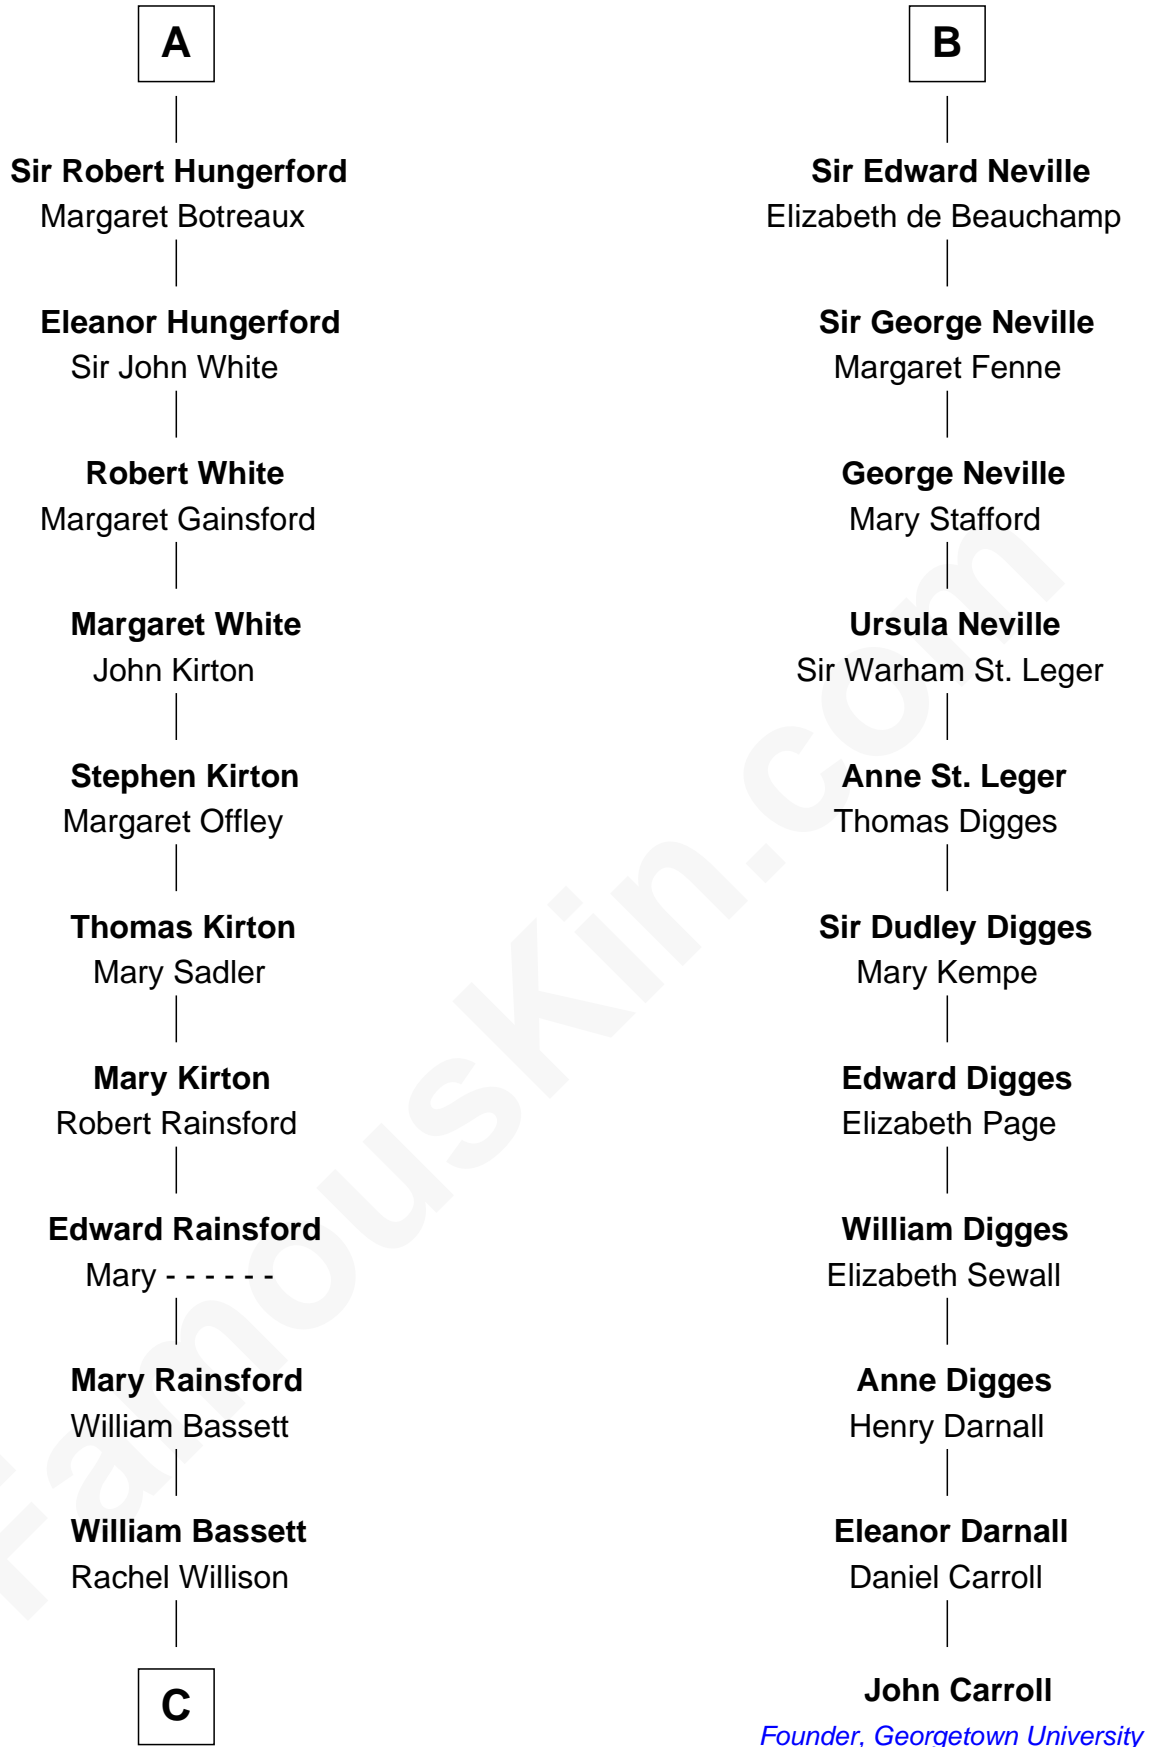 A
Sir Robert Hungerford
Margaret Botreaux
Eleanor Hungerford
Sir John White
Robert White
Margaret Gainsford
Margaret White
John Kirton
Stephen Kirton
Margaret Offley
Thomas Kirton
Mary Sadler
Mary Kirton
Robert Rainsford
Edward Rainsford
Mary - - - - - -
Mary Rainsford
William Bassett
William Bassett
Rachel Willison
C
B
Sir Edward Neville
Elizabeth de Beauchamp
Sir George Neville
Margaret Fenne
George Neville
Mary Stafford
Ursula Neville
Sir Warham St. Leger
Anne St. Leger
Thomas Digges
Sir Dudley Digges
Mary Kempe
Edward Digges
Elizabeth Page
William Digges
Elizabeth Sewall
Anne Digges
Henry Darnall
Eleanor Darnall
Daniel Carroll
John Carroll
Founder, Georgetown University
FamousKin.com